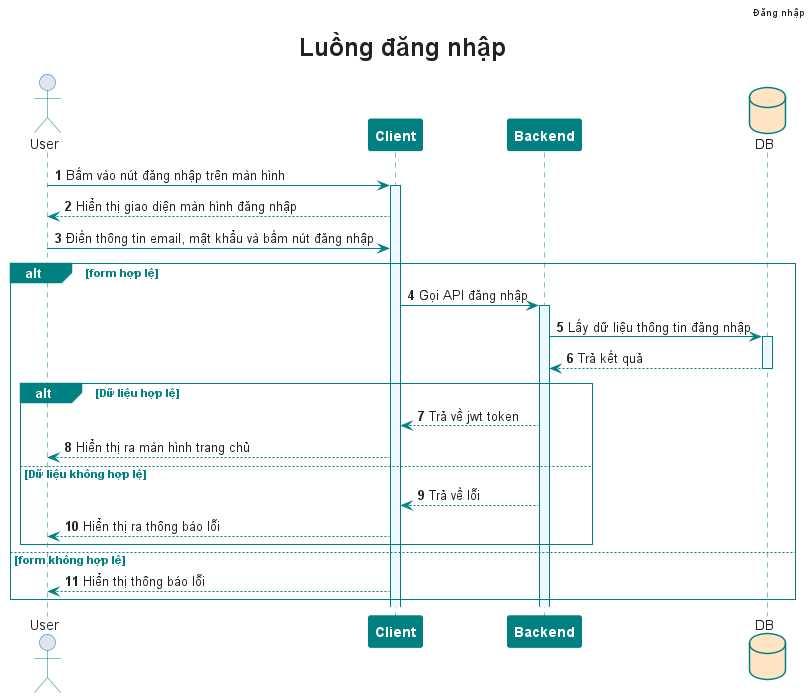 Đăng nhập
Luồng đăng nhập
User
Client
Backend
DB
1 Bấm vào nút đăng nhập trên màn hình
2 Hiển thị giao diện màn hình đăng nhập
3 Điền thông tin email, mật khẩu và bấm nút đăng nhập
alt [form hợp lệ]
4 Gọi API đăng nhập
5 Lấy dữ liệu thông tin đăng nhập
6 Trả kết quả
alt [Dữ liệu hợp lệ]
7 Trả về jwt token
8 Hiển thị ra màn hình trang chủ
[Dữ liệu không hợp lệ]
9 Trả về lỗi
10 Hiển thị ra thông báo lỗi
[form không hợp lệ]
11 Hiển thị thông báo lỗi
User
Client
Backend
DB